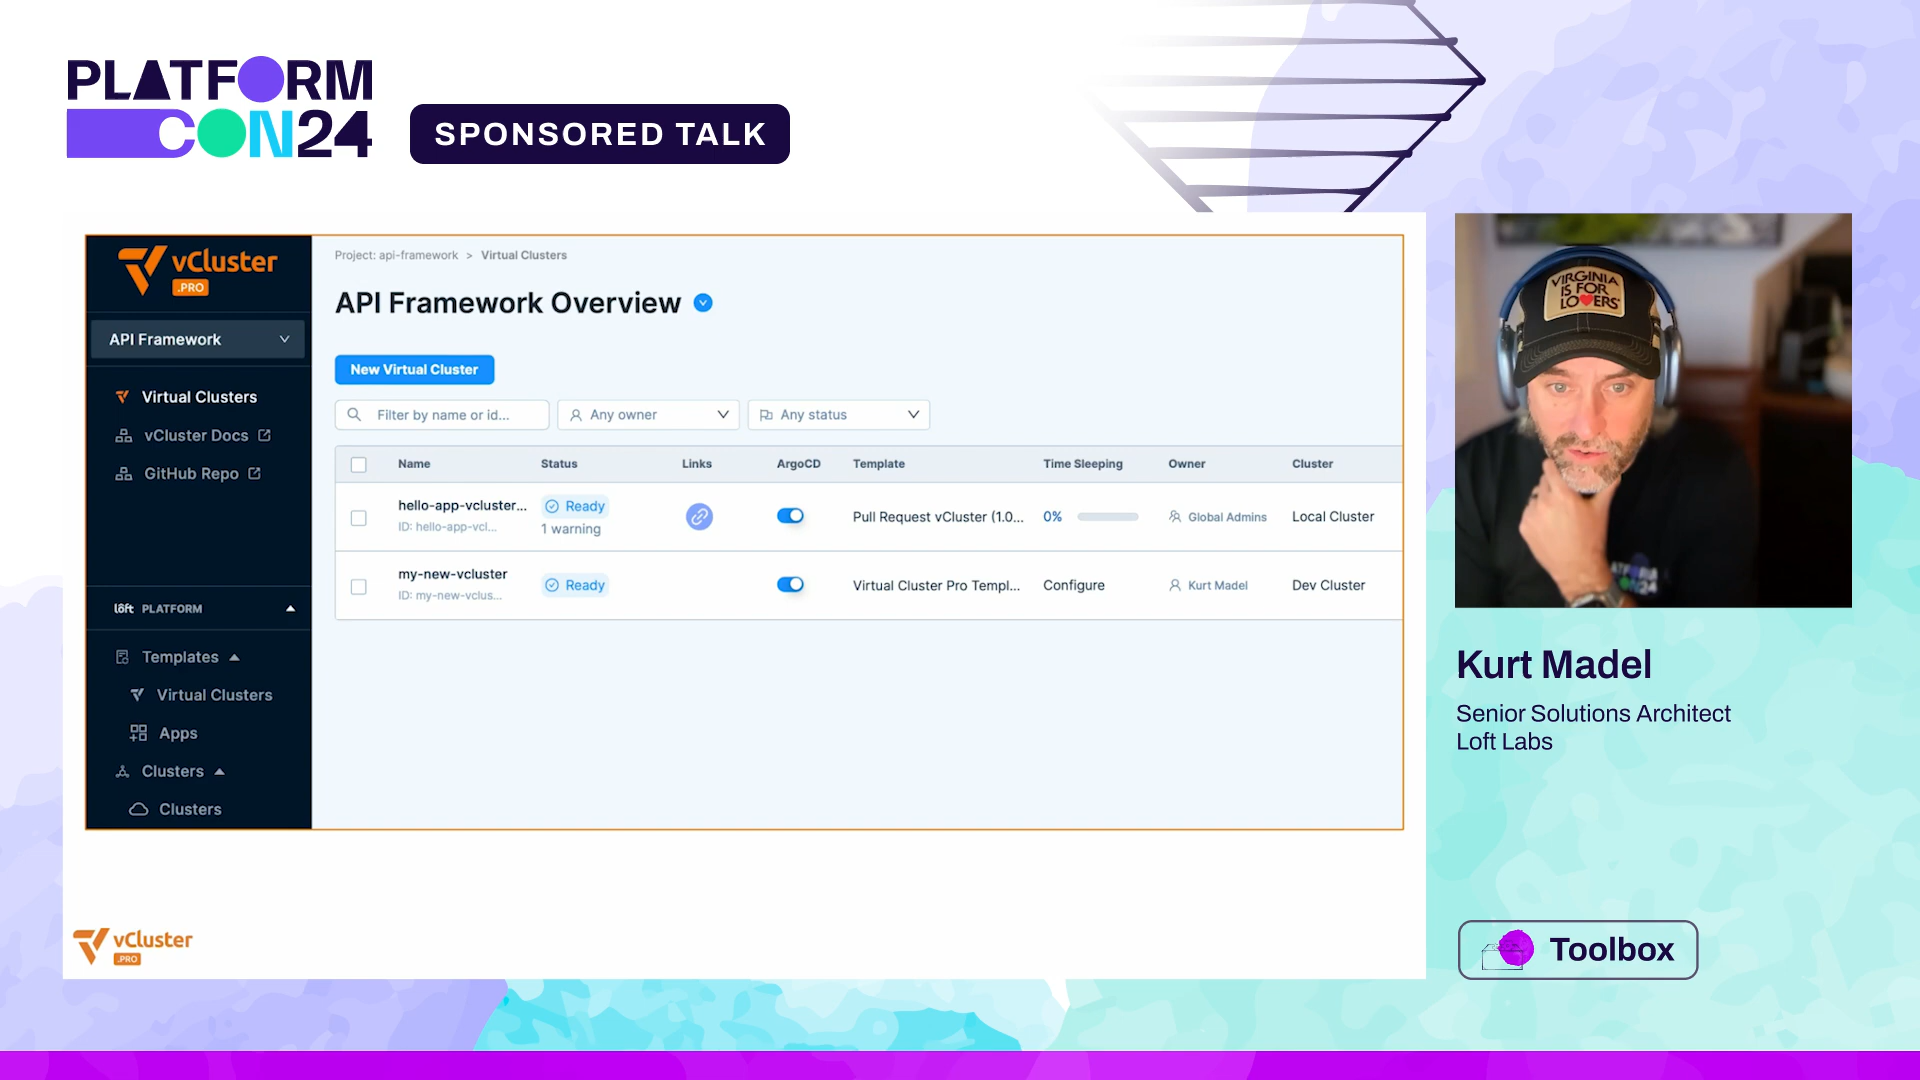 PLATFORM
CON24
SPONSORED TALK
vCluster
.PRO
API Framework
Virtual Clusters
vCluster Docs
GitHub Repo
lôft PLATFORM
Templates
Virtual Clusters
Apps
Clusters
Clusters
Project: api-framework > Virtual Clusters
API Framework Overview
New Virtual Cluster
Filter by name or id... Any owner Any status
Name Status Links ArgoCD Template Time Sleeping Owner Cluster
hello-app-vcluster... Ready Pull Request vCluster (1.0... 0% Global Admins Local Cluster
ID: hello-app-vcl... 1 warning
my-new-vcluster Ready Virtual Cluster Pro Templ... Configure Kurt Madel Dev Cluster
ID: my-new-vclus...
vCluster
.PRO
VIRGINIA
IS FOR
LO♥ERS
Kurt Madel
Senior Solutions Architect
Loft Labs
Toolbox